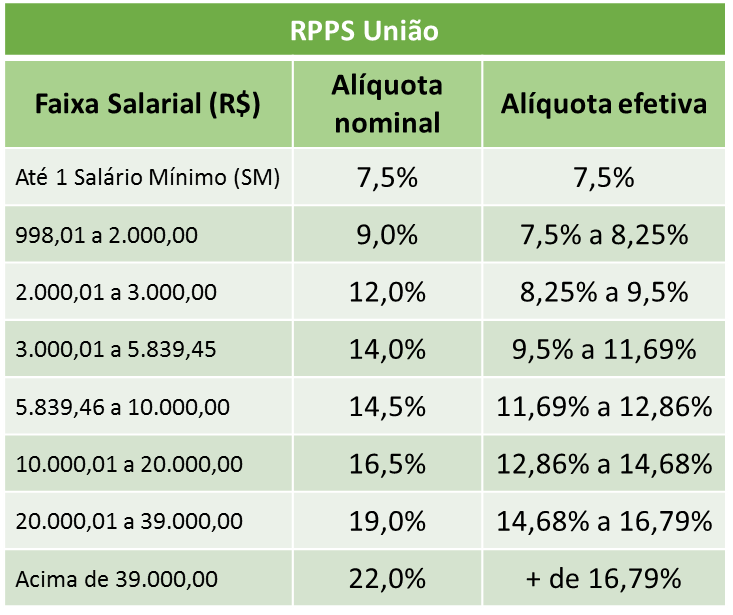 RPPS União
Faixa Salarial (R$) Alíquota nominal Alíquota efetiva
Até 1 Salário Mínimo (SM) 7,5% 7,5%
998,01 a 2.000,00 9,0% 7,5% a 8,25%
2.000,01 a 3.000,00 12,0% 8,25% a 9,5%
3.000,01 a 5.839,45 14,0% 9,5% a 11,69%
5.839,46 a 10.000,00 14,5% 11,69% a 12,86%
10.000,01 a 20.000,00 16,5% 12,86% a 14,68%
20.000,01 a 39.000,00 19,0% 14,68% a 16,79%
Acima de 39.000,00 22,0% + de 16,79%